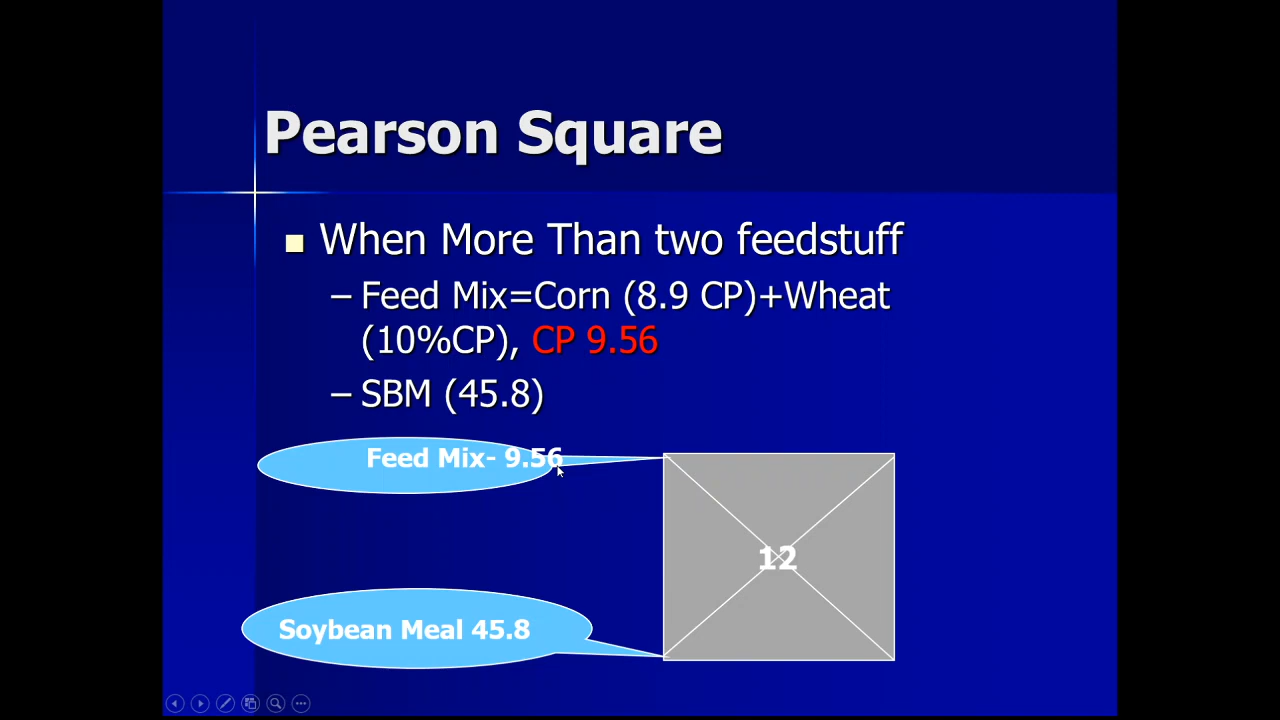 Pearson Square
When More Than two feedstuff
– Feed Mix=Corn (8.9 CP)+Wheat
(10%CP), CP 9.56
– SBM (45.8)
Feed Mix- 9.56
12
Soybean Meal 45.8